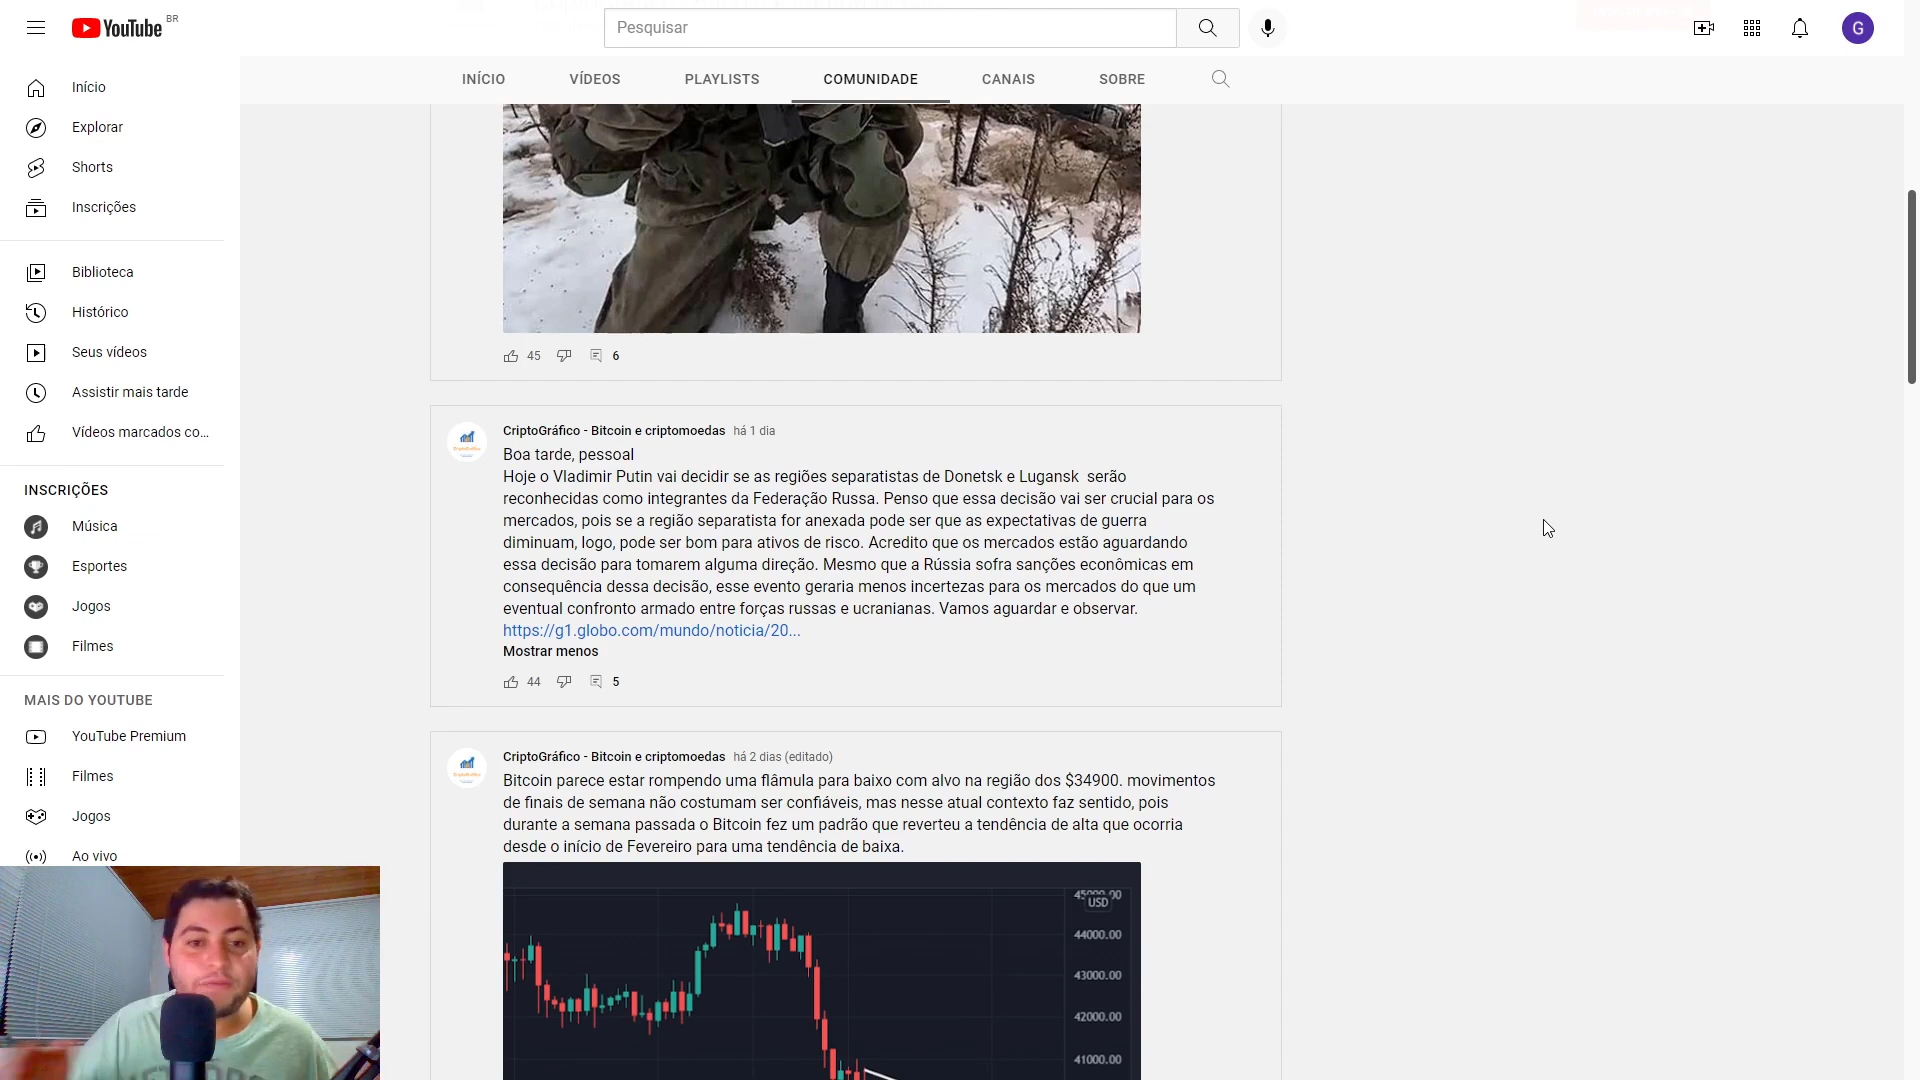 YouTube BR
Pesquisar
G
INÍCIO VÍDEOS PLAYLISTS COMUNIDADE CANAIS SOBRE
Início
Explorar
Shorts
Inscrições
Biblioteca
Histórico
Seus vídeos
Assistir mais tarde
Vídeos marcados co...
INSCRIÇÕES
Música
Esportes
Jogos
Filmes
MAIS DO YOUTUBE
YouTube Premium
Filmes
Jogos
Ao vivo
45 6
CriptoGráfico - Bitcoin e criptomoedas há 1 dia
Boa tarde, pessoal
Hoje o Vladimir Putin vai decidir se as regiões separatistas de Donetsk e Lugansk serão
reconhecidas como integrantes da Federação Russa. Penso que essa decisão vai ser crucial para os
mercados, pois se a região separatista for anexada pode ser que as expectativas de guerra
diminuam, logo, pode ser bom para ativos de risco. Acredito que os mercados estão aguardando
essa decisão para tomarem alguma direção. Mesmo que a Rússia sofra sanções econômicas em
consequência dessa decisão, esse evento geraria menos incertezas para os mercados do que um
eventual confronto armado entre forças russas e ucranianas. Vamos aguardar e observar.
https://g1.globo.com/mundo/noticia/20...
Mostrar menos
44 5
CriptoGráfico - Bitcoin e criptomoedas há 2 dias (editado)
Bitcoin parece estar rompendo uma flâmula para baixo com alvo na região dos $34900. movimentos
de finais de semana não costumam ser confiáveis, mas nesse atual contexto faz sentido, pois
durante a semana passada o Bitcoin fez um padrão que reverteu a tendência de alta que ocorria
desde o início de Fevereiro para uma tendência de baixa.
USD
44000.00
43000.00
42000.00
41000.00